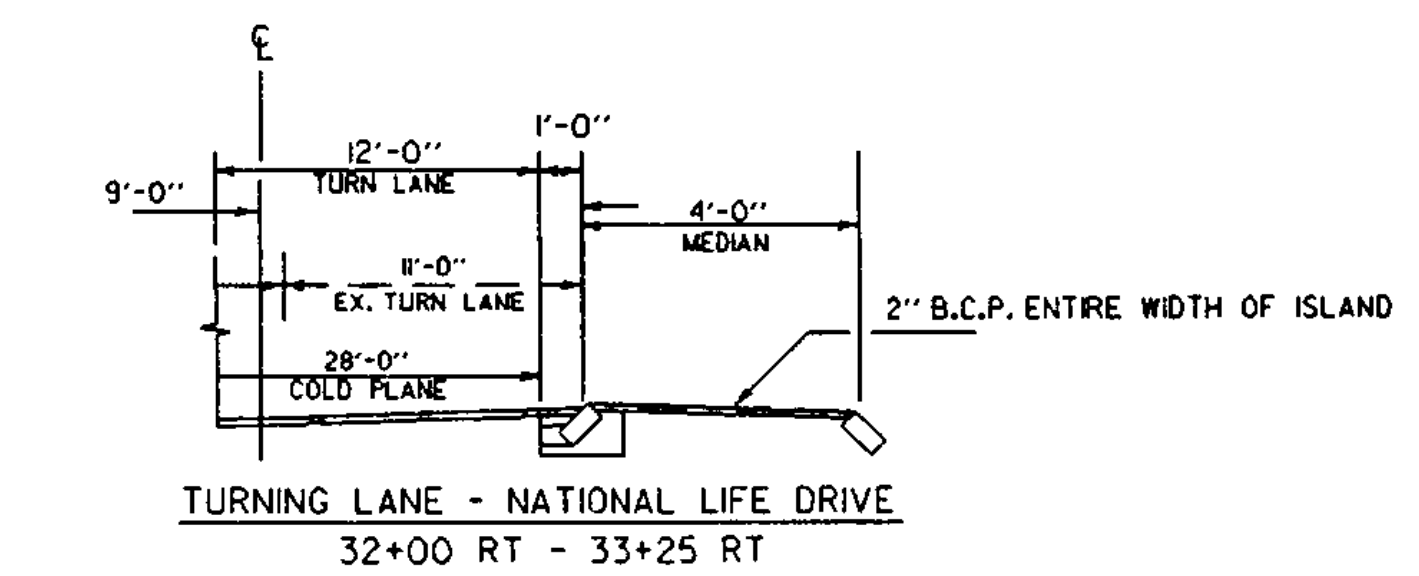 ℄
1'-0''
12'-0''
TURN LANE
9'-0''
4'-0''
MEDIAN
11'-0''
EX. TURN LANE
2'' B.C.P. ENTIRE WIDTH OF ISLAND
28'-0''
COLD PLANE
TURNING LANE - NATIONAL LIFE DRIVE
32+00 RT - 33+25 RT